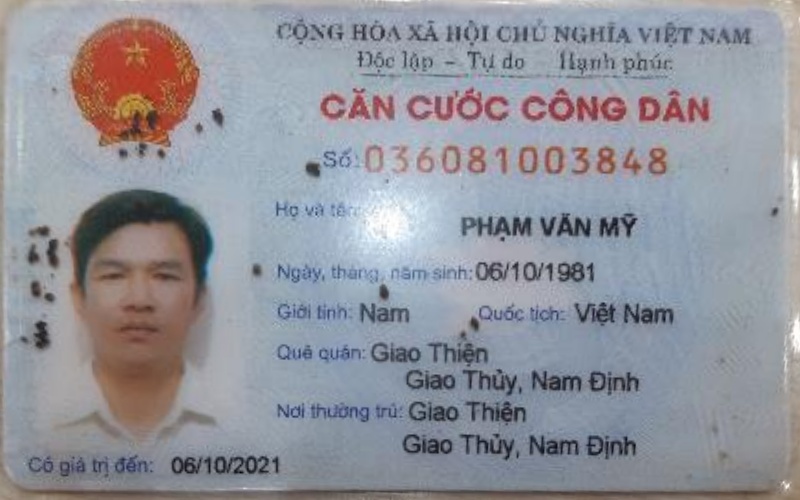 CỘNG HÒA XÃ HỘI CHỦ NGHĨA VIỆT NAM
Độc lập – Tự do – Hạnh phúc
CĂN CƯỚC CÔNG DÂN
Số: 036081003848
Họ và tên:
PHẠM VĂN MỸ
Ngày, tháng, năm sinh: 06/10/1981
Giới tính: Nam Quốc tịch: Việt Nam
Quê quán: Giao Thiện
Giao Thủy, Nam Định
Nơi thường trú: Giao Thiện
Giao Thủy, Nam Định
Có giá trị đến: 06/10/2021